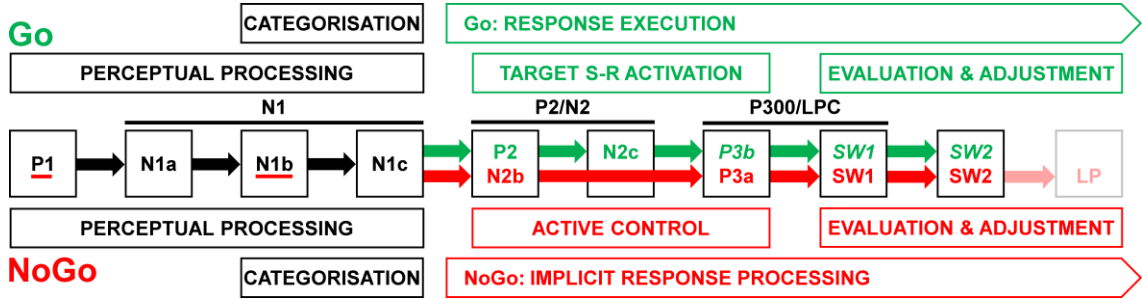 Go
CATEGORISATION
Go: RESPONSE EXECUTION
PERCEPTUAL PROCESSING
TARGET S-R ACTIVATION
EVALUATION & ADJUSTMENT
N1
P2/N2
P300/LPC
P1
N1a
N1b
N1c
P2
N2b
N2c
P3b
P3a
SW1
SW1
SW2
SW2
LP
PERCEPTUAL PROCESSING
ACTIVE CONTROL
EVALUATION & ADJUSTMENT
NoGo
CATEGORISATION
NoGo: IMPLICIT RESPONSE PROCESSING